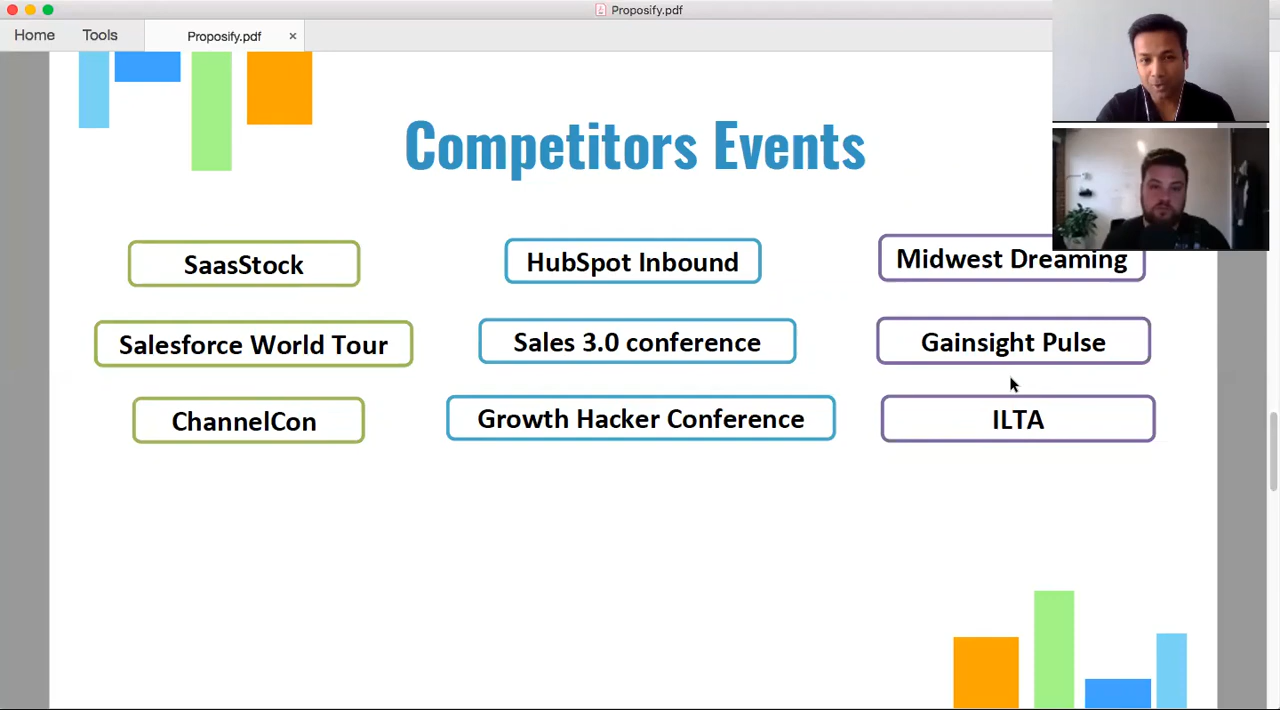 Proposify.pdf
Home
Tools
Proposify.pdf
×
Competitors Events
SaasStock
HubSpot Inbound
Midwest Dreaming
Salesforce World Tour
Sales 3.0 conference
Gainsight Pulse
ChannelCon
Growth Hacker Conference
ILTA